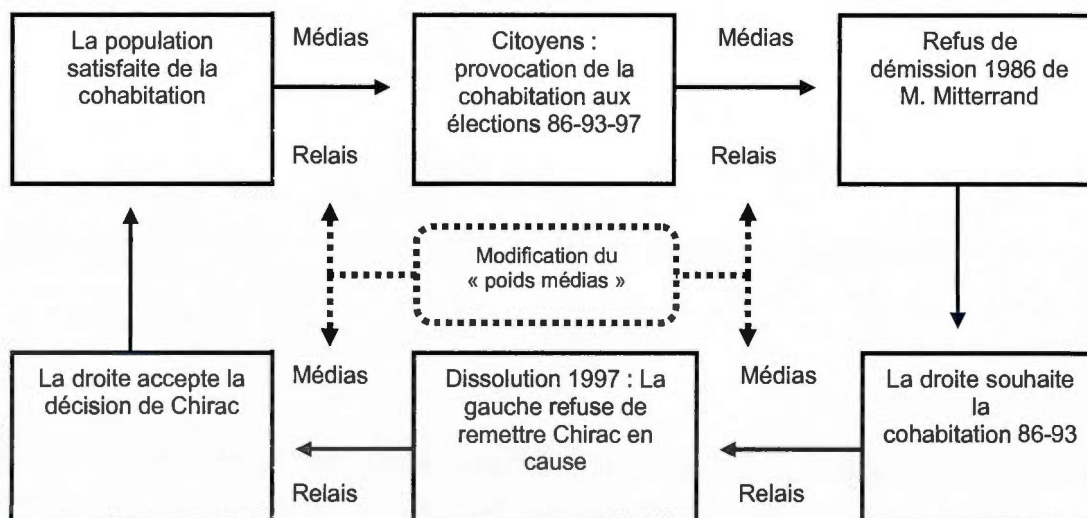 La population
satisfaite de la
cohabitation
Médias
Relais
Citoyens :
provocation de la
cohabitation aux
élections 86-93-97
Médias
Relais
Refus de
démission 1986 de
M. Mitterrand
Modification du
« poids médias »
La droite accepte la
décision de Chirac
Médias
Relais
Dissolution 1997 : La
gauche refuse de
remettre Chirac en
cause
Médias
Relais
La droite souhaite
la
cohabitation 86-93